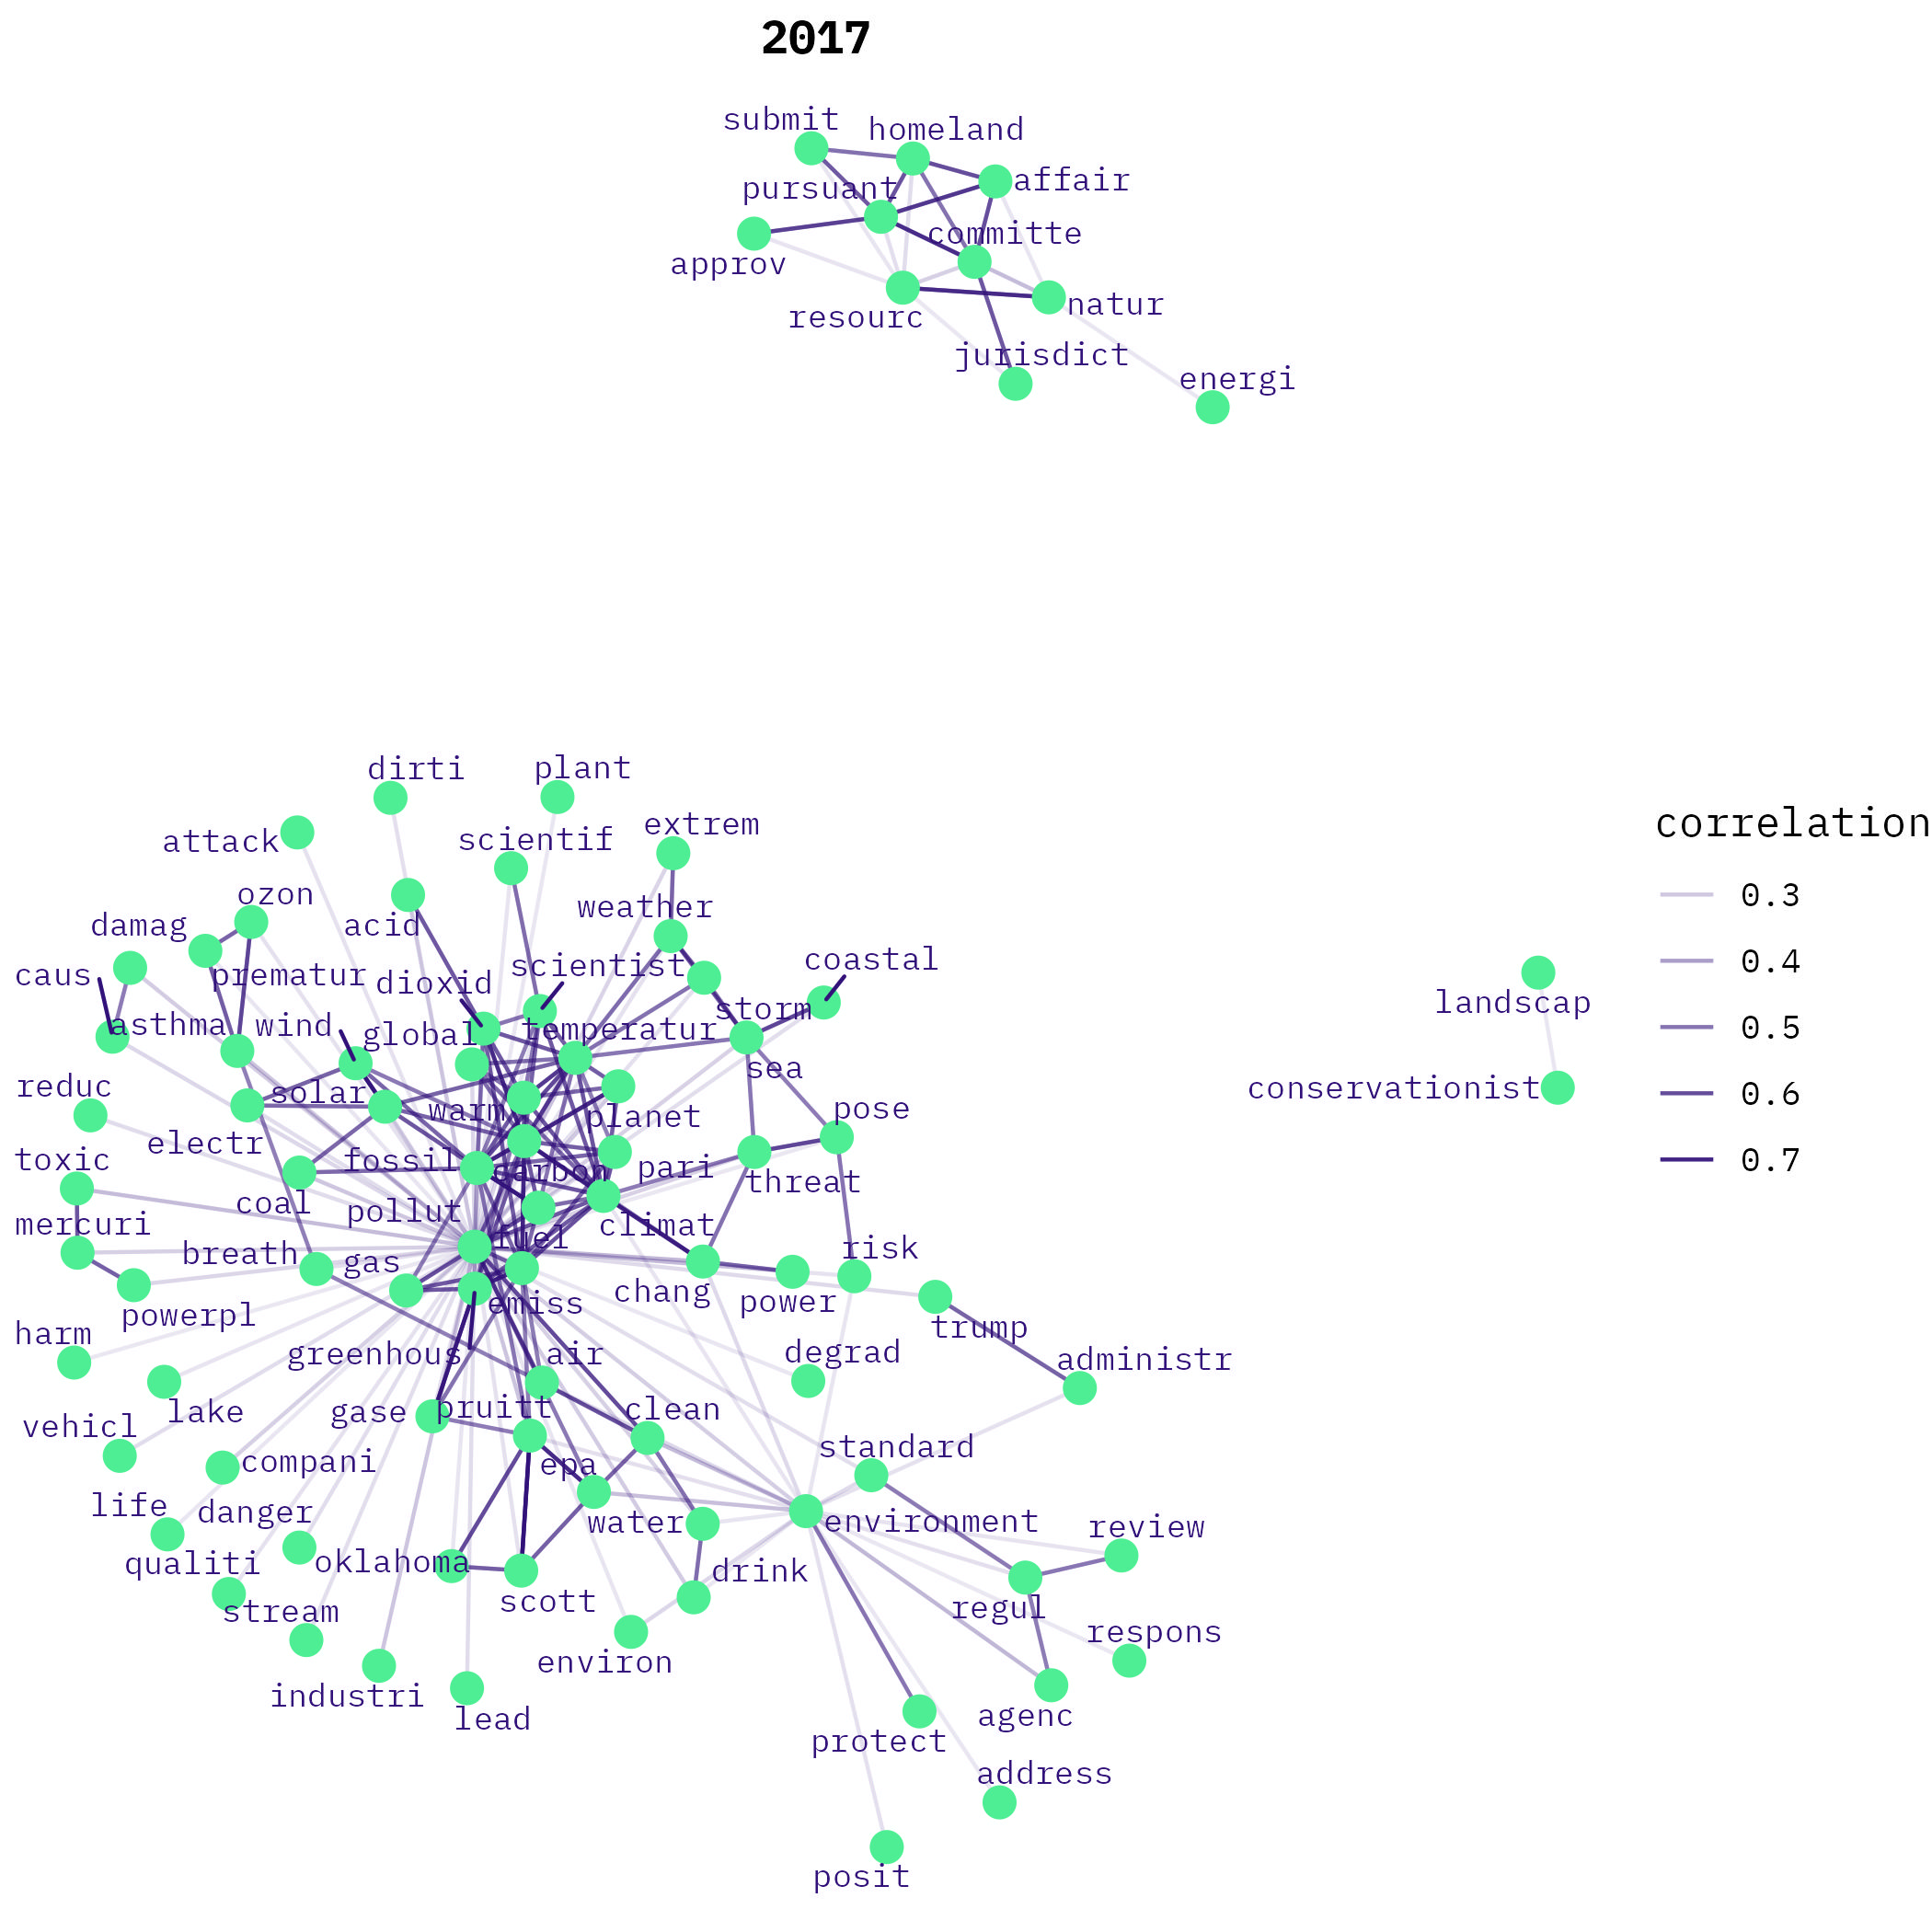 2017
submit
homeland
pursuant
affair
approv
committe
resourc
natur
jurisdict
energi
dirti
plant
attack
scientif
extrem
ozon
damag
acid
weather
caus
prematur
dioxid
scientist
coastal
asthma
wind
global
temperatur
storm
reduc
solar
warm
planet
sea
pose
toxic
electr
fossil
carbon
pari
threat
mercuri
coal
pollut
fuel
climat
breath
gas
chang
risk
powerpl
emiss
power
harm
greenhous
air
degrad
trump
administr
vehicl
lake
gase
pruitt
clean
compani
epa
standard
life
danger
water
environment
review
qualiti
oklahoma
drink
stream
scott
regul
respons
environ
industri
lead
agenc
protect
address
posit
landscap
conservationist
correlation
0.3
0.4
0.5
0.6
0.7